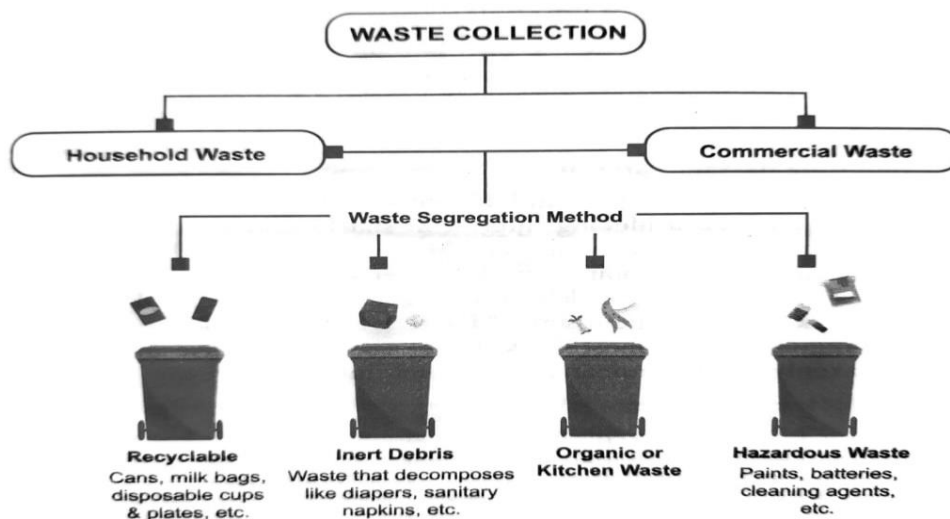 WASTE COLLECTION
Household Waste
Commercial Waste
Waste Segregation Method
Recyclable
Cans, milk bags,
disposable cups
& plates, etc.
Inert Debris
Waste that decomposes
like diapers, sanitary
napkins, etc.
Organic or
Kitchen Waste
Hazardous Waste
Paints, batteries,
cleaning agents,
etc.